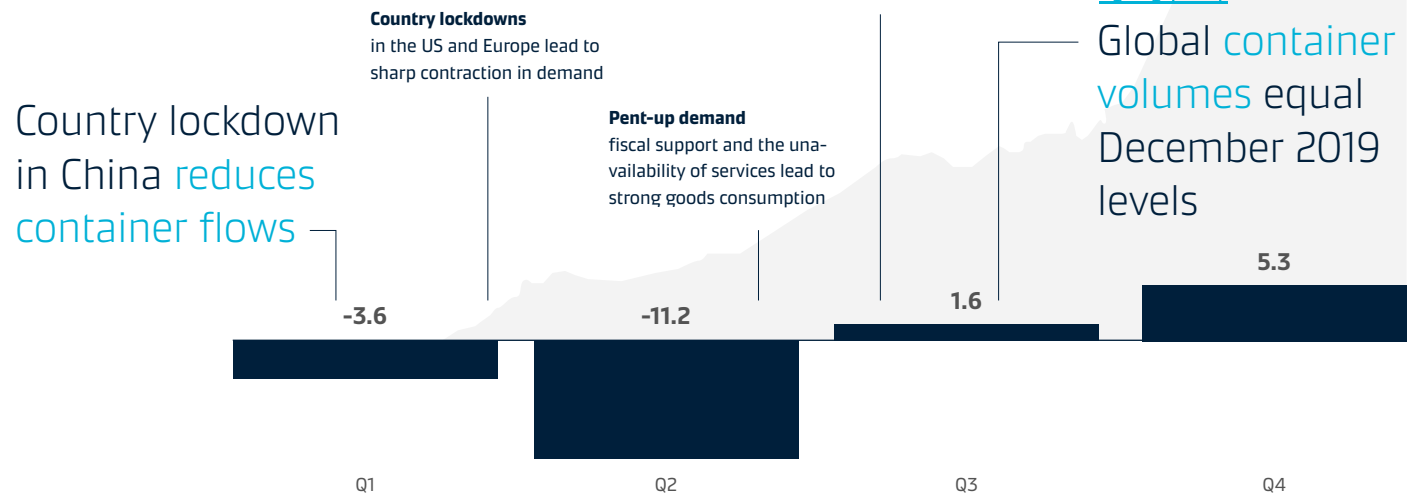 Country lockdowns
in the US and Europe lead to
sharp contraction in demand
Country lockdown
in China reduces
container flows
Pent-up demand
fiscal support and the una-
vailability of services lead to
strong goods consumption
Global container
volumes equal
December 2019
levels
-3.6
-11.2
1.6
5.3
Q1
Q2
Q3
Q4